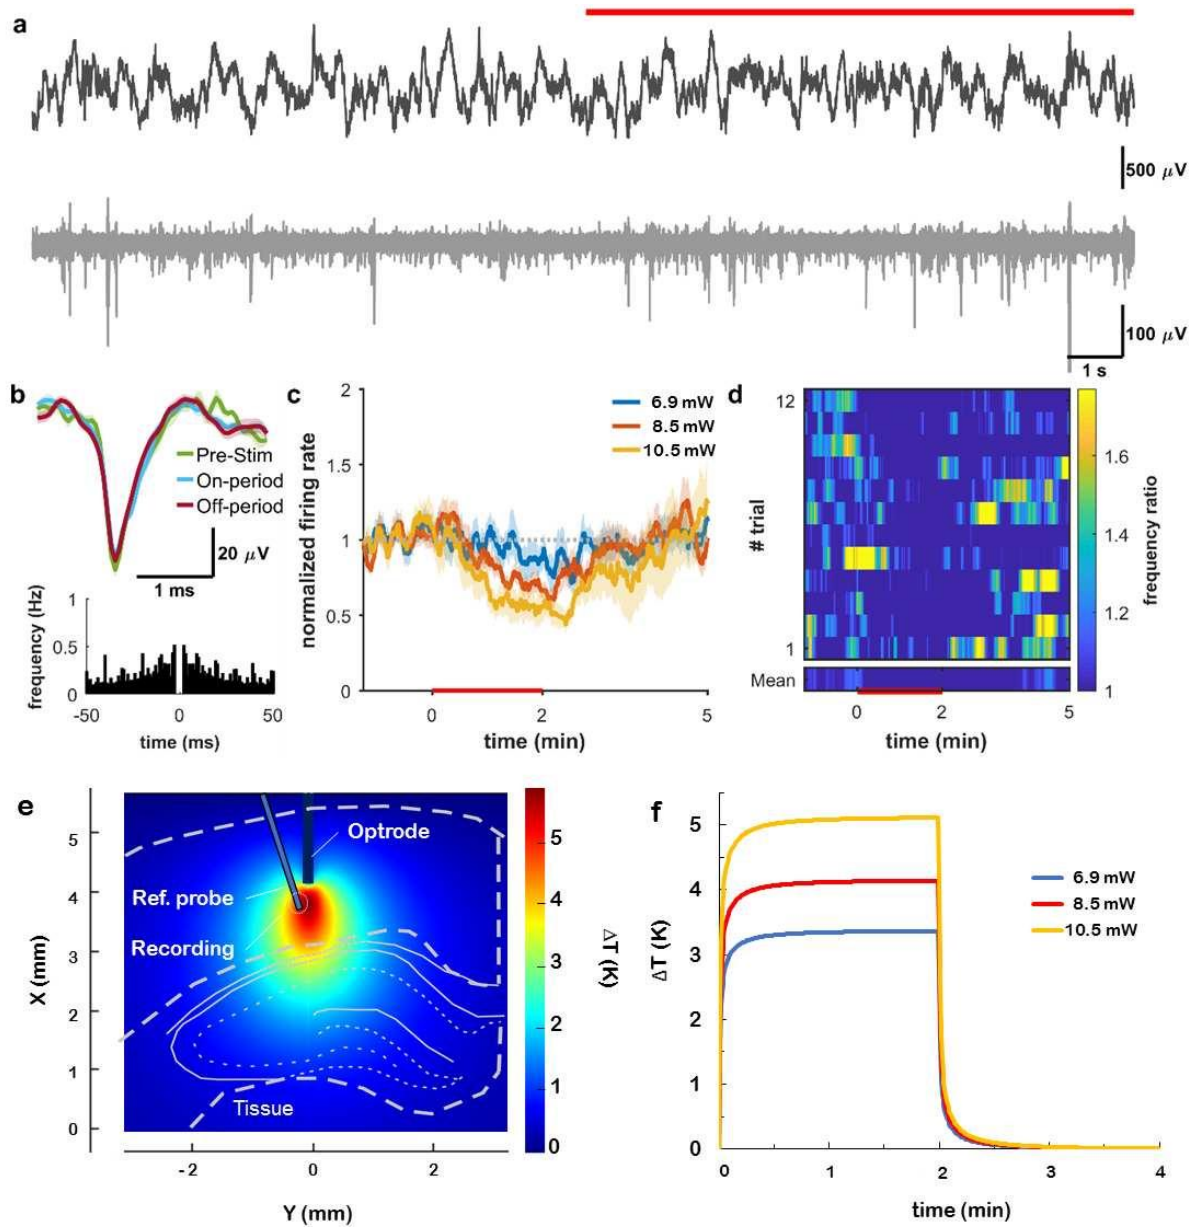 a
500 μV
100 μV
1 s
b
Pre-Stim
On-period
Off-period
20 μV
1 ms
frequency (Hz)
1
0.5
0
-50
0
50
time (ms)
c
normalized firing rate
2
1.5
1
0.5
0
6.9 mW
8.5 mW
10.5 mW
0
2
5
time (min)
d
# trial
12
1
Mean
0
2
5
time (min)
1.6
1.4
1.2
1
frequency ratio
e
X (mm)
5
4
3
2
1
0
Optrode
Ref. probe
Recording
Tissue
-2
0
2
Y (mm)
5
4
3
2
1
0
ΔT (K)
f
ΔT (K)
5
4
3
2
1
0
6.9 mW
8.5 mW
10.5 mW
0
1
2
3
4
time (min)